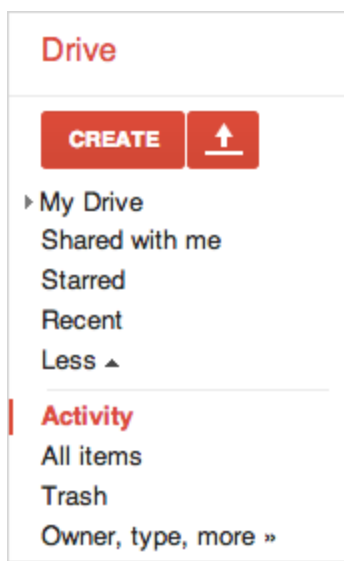 Drive
CREATE
My Drive
Shared with me
Starred
Recent
Less
Activity
All items
Trash
Owner, type, more »